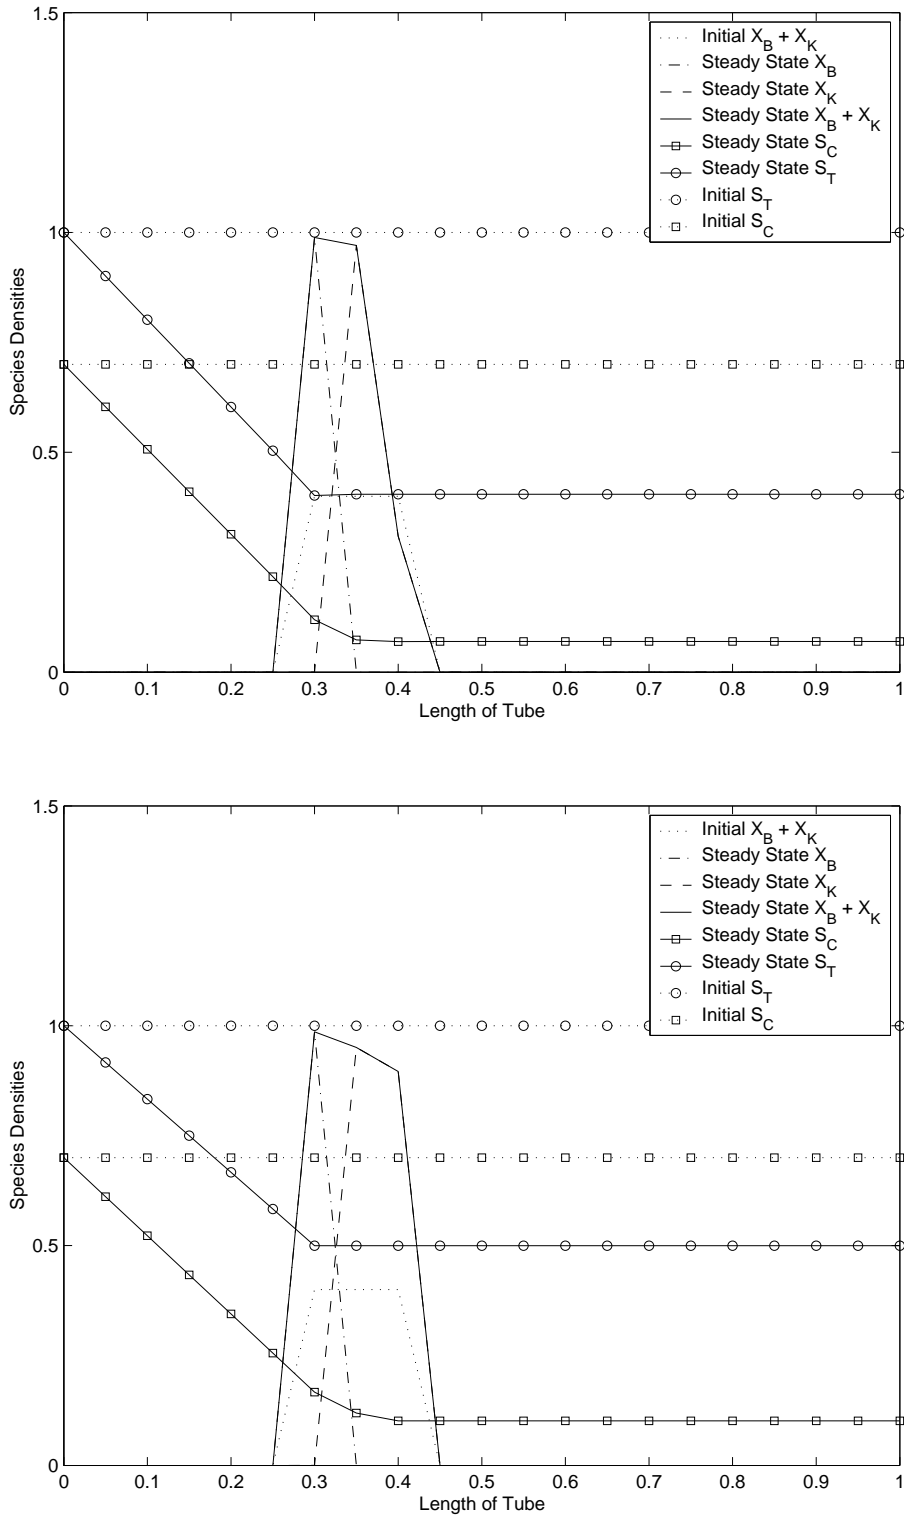 1.5
1
0.5
0
Species Densities
Initial X_B + X_K
Steady State X_B
Steady State X_K
Steady State X_B + X_K
Steady State S_C
Steady State S_T
Initial S_T
Initial S_C
0 0.1 0.2 0.3 0.4 0.5 0.6 0.7 0.8 0.9 1
Length of Tube
1.5
1
0.5
0
Species Densities
Initial X_B + X_K
Steady State X_B
Steady State X_K
Steady State X_B + X_K
Steady State S_C
Steady State S_T
Initial S_T
Initial S_C
0 0.1 0.2 0.3 0.4 0.5 0.6 0.7 0.8 0.9 1
Length of Tube